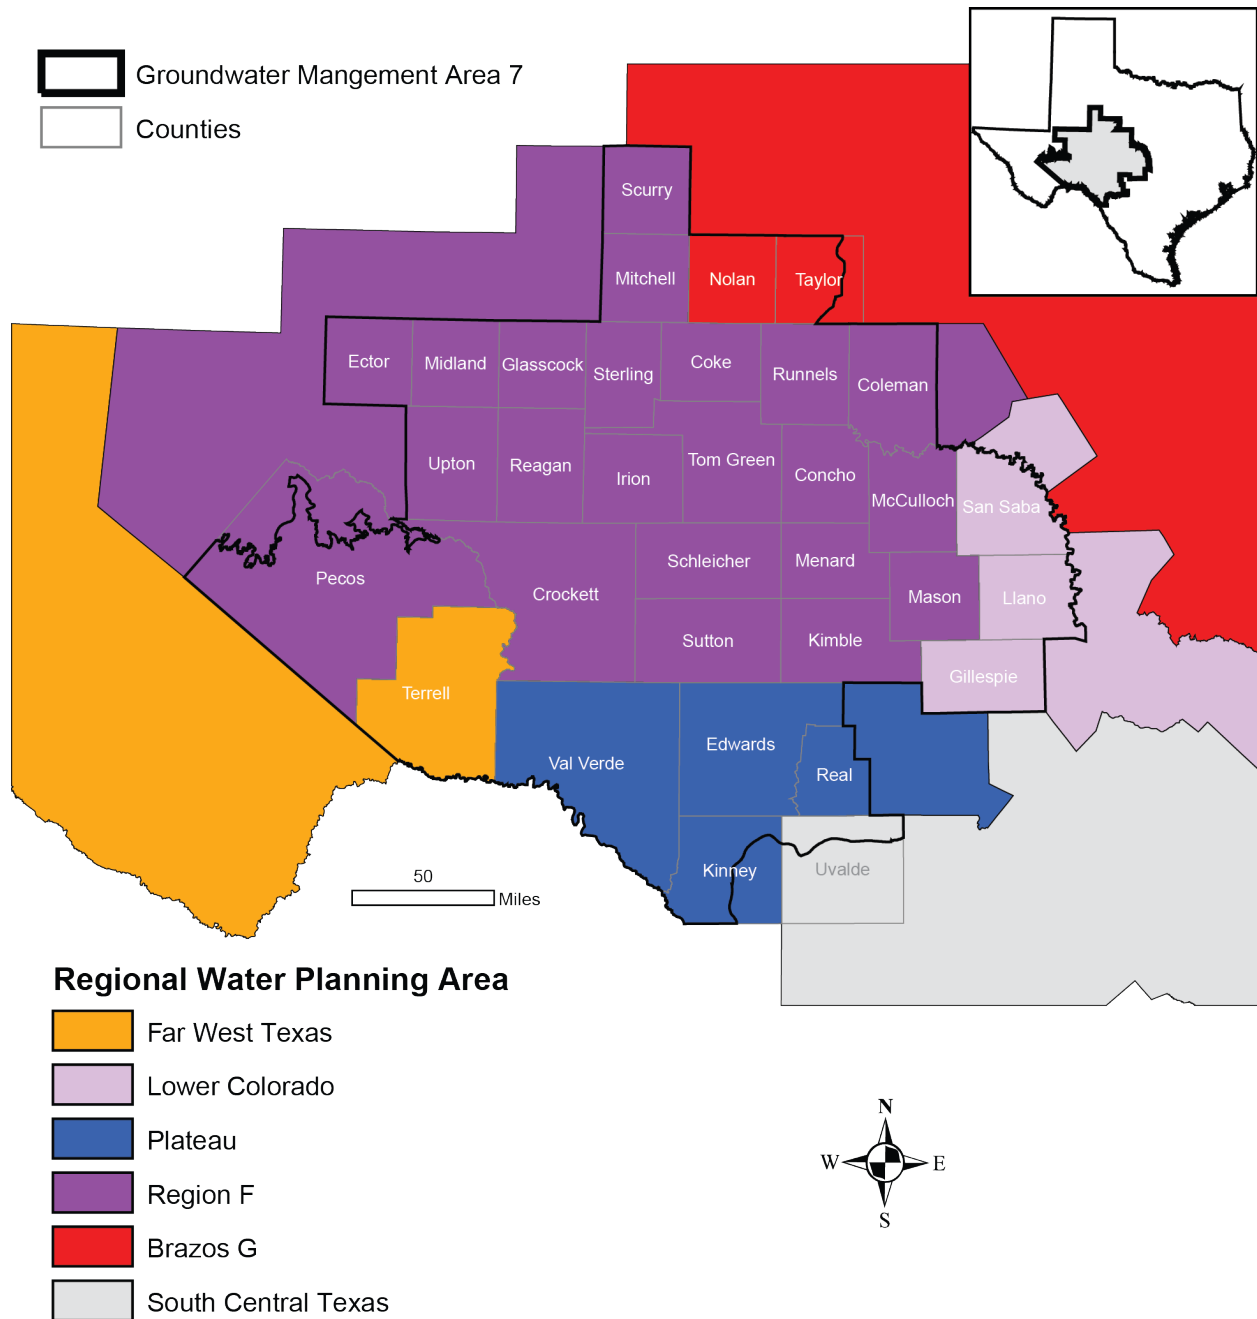 Groundwater Mangement Area 7
Counties
Scurry
Mitchell
Nolan
Taylor
Ector
Midland
Glasscock
Sterling
Coke
Runnels
Coleman
Upton
Reagan
Irion
Tom Green
Concho
McCulloch
San Saba
Pecos
Crockett
Schleicher
Menard
Mason
Llano
Sutton
Kimble
Gillespie
Terrell
Val Verde
Edwards
Real
Kinney
Uvalde
50
Miles
Regional Water Planning Area
Far West Texas
Lower Colorado
Plateau
Region F
Brazos G
South Central Texas
N
W
E
S